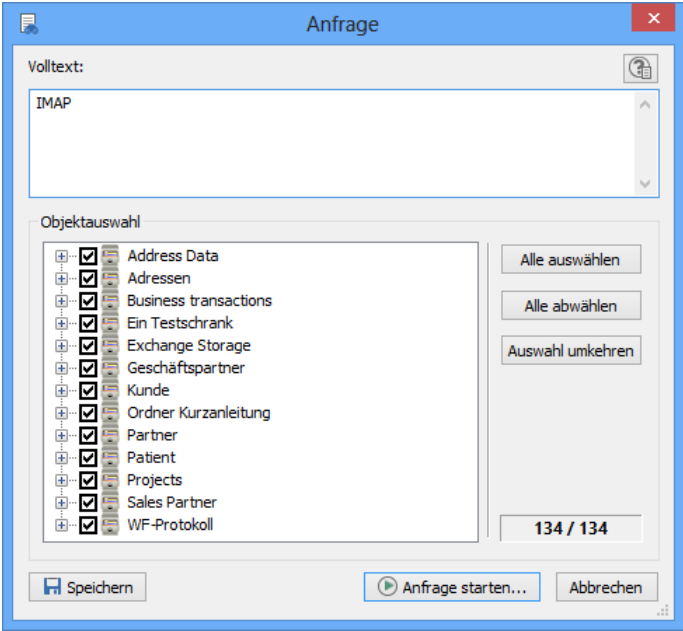 Anfrage
Volltext:
IMAP
Objektauswahl
Address Data
Adressen
Business transactions
Ein Testschrank
Exchange Storage
Geschäftspartner
Kunde
Ordner Kurzanleitung
Partner
Patient
Projects
Sales Partner
WF-Protokoll
Alle auswählen
Alle abwählen
Auswahl umkehren
134 / 134
Speichern
Anfrage starten...
Abbrechen